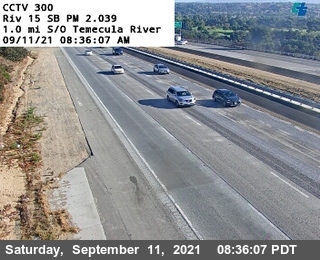 CCTV 300
Riv 15 SB PM 2.039
1.0 mi S/O Temecula River
09/11/21 08:36:07 AM
Saturday, September 11, 2021 08:36:07 PDT